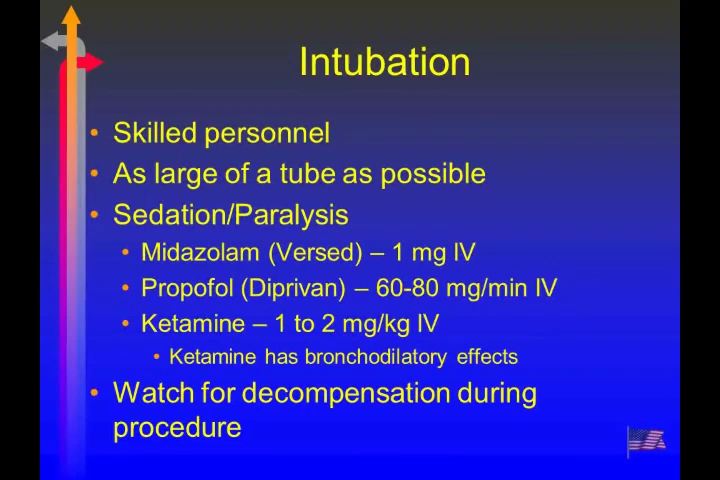 Intubation
• Skilled personnel
• As large of a tube as possible
• Sedation/Paralysis
• Midazolam (Versed) – 1 mg IV
• Propofol (Diprivan) – 60-80 mg/min IV
• Ketamine – 1 to 2 mg/kg IV
• Ketamine has bronchodilatory effects
• Watch for decompensation during
procedure